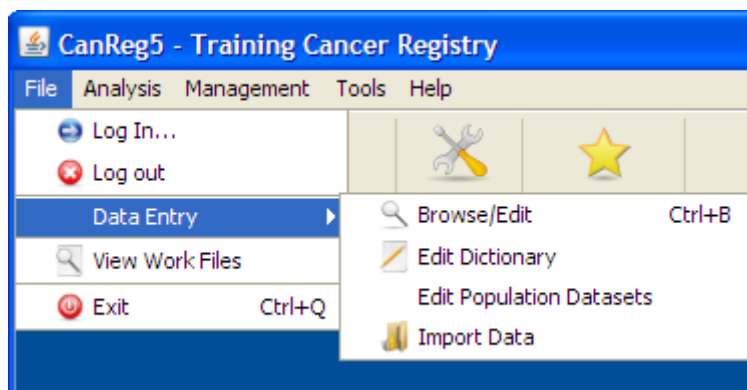 CanReg5 - Training Cancer Registry
File Analysis Management Tools Help
Log In...
Log out
Data Entry
View Work Files
Exit Ctrl+Q
Browse/Edit Ctrl+B
Edit Dictionary
Edit Population Datasets
Import Data